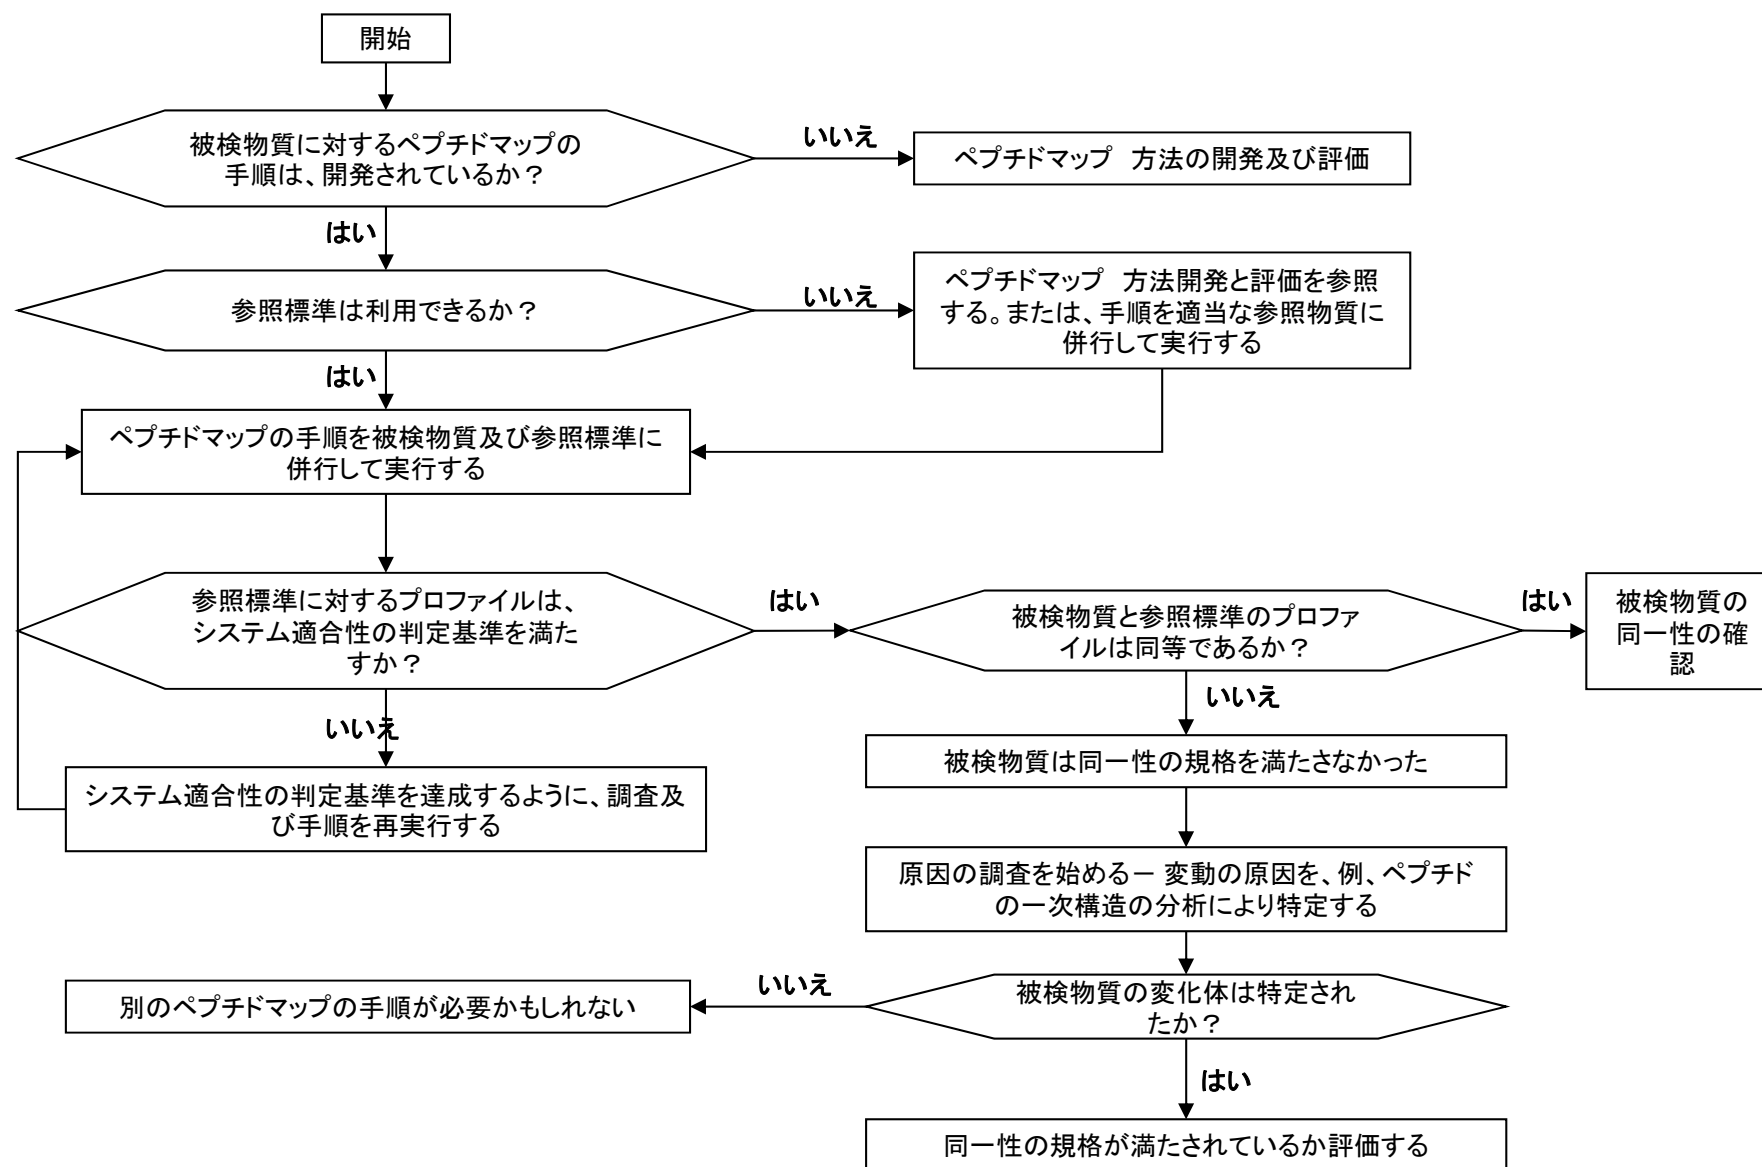 開始
被検物質に対するペプチドマップの
手順は、開発されているか？
いいえ
ペプチドマップ　方法の開発及び評価
はい
参照標準は利用できるか？
いいえ
ペプチドマップ　方法開発と評価を参照
する。または、手順を適当な参照物質に
併行して実行する
はい
ペプチドマップの手順を被検物質及び参照標準に
併行して実行する
参照標準に対するプロファイルは、
システム適合性の判定基準を満た
すか？
はい
被検物質と参照標準のプロファ
イルは同等であるか？
はい
被検物質の
同一性の確
認
いいえ
システム適合性の判定基準を達成するように、調査及
び手順を再実行する
いいえ
被検物質は同一性の規格を満たさなかった
原因の調査を始める－ 変動の原因を、例、ペプチド
の一次構造の分析により特定する
被検物質の変化体は特定され
たか？
いいえ
別のペプチドマップの手順が必要かもしれない
はい
同一性の規格が満たされているか評価する